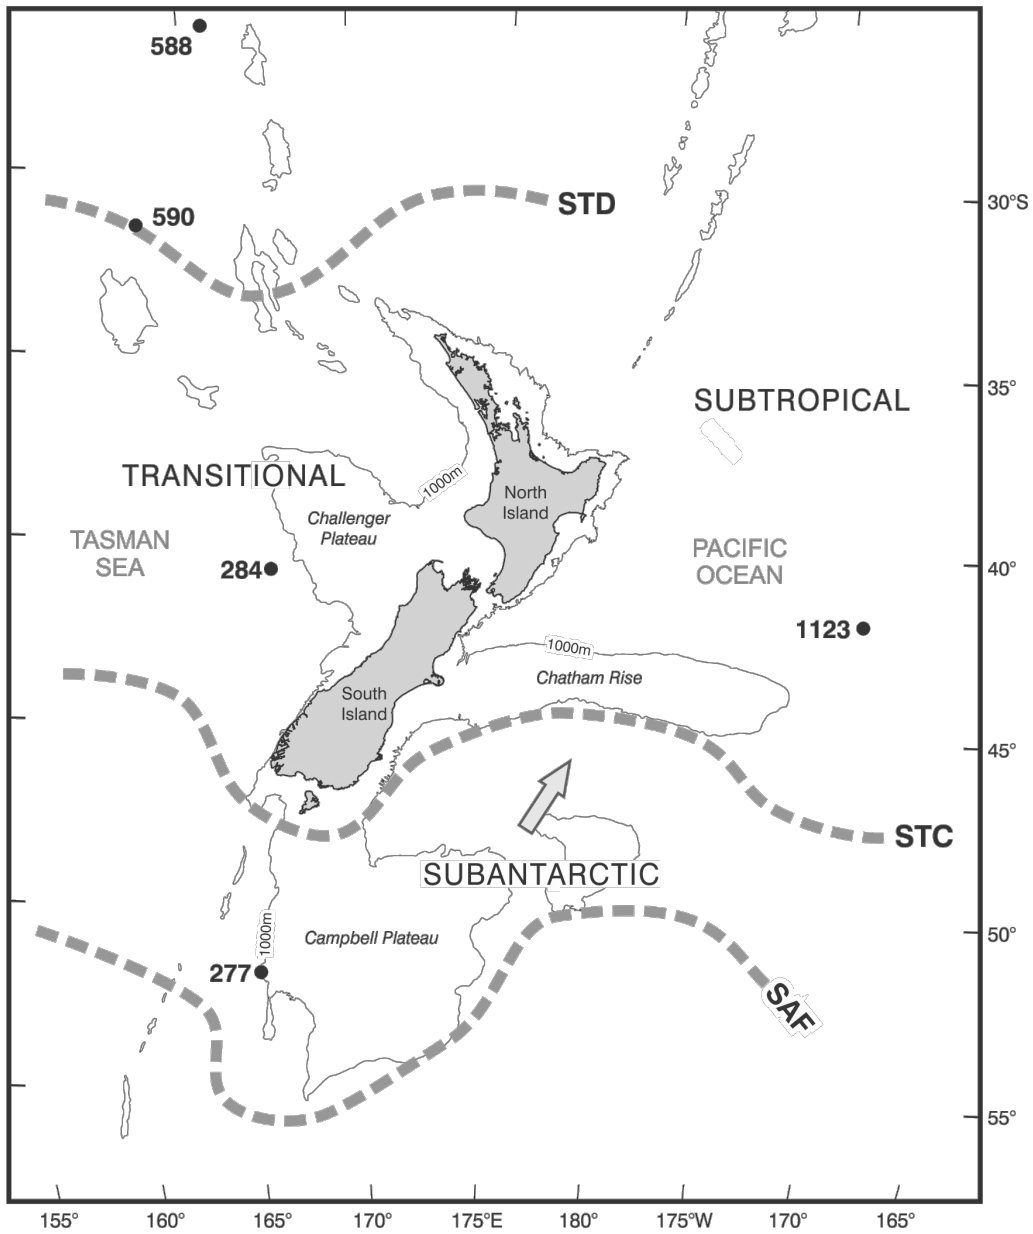 588
590
STD
30°S
35°
SUBTROPICAL
TRANSITIONAL
1000m
North
Island
Challenger
Plateau
TASMAN
SEA
PACIFIC
OCEAN
284
40°
1123
1000m
Chatham Rise
South
Island
45°
STC
SUBANTARCTIC
1000m
Campbell Plateau
50°
277
SAF
55°
155°
160°
165°
170°
175°E
180°
175°W
170°
165°